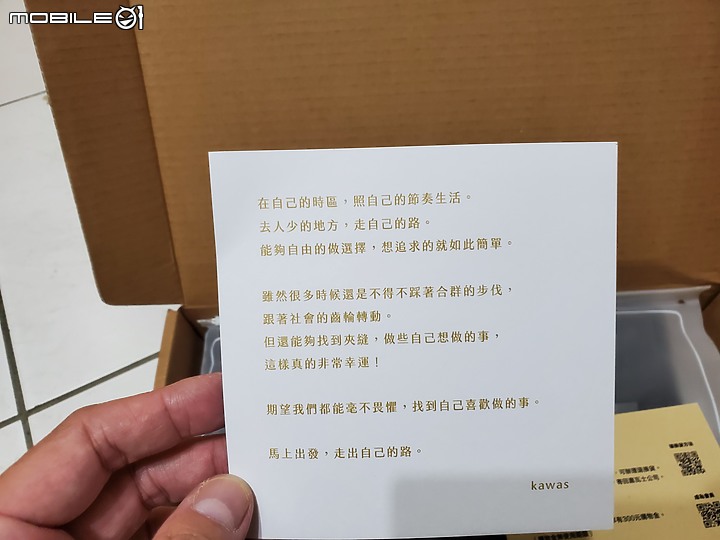 MOBILE01
在自己的時區，照自己的節奏生活。
去人少的地方，走自己的路。
能夠自由的做選擇，想追求的就如此簡單。
雖然很多時候還是不得不踩著合群的步伐，
跟著社會的齒輪轉動。
但還能夠找到夾縫，做些自己想做的事，
這樣真的非常幸運！
期望我們都能毫不畏懼，找到自己喜歡做的事。
馬上出發，走出自己的路。
kawas